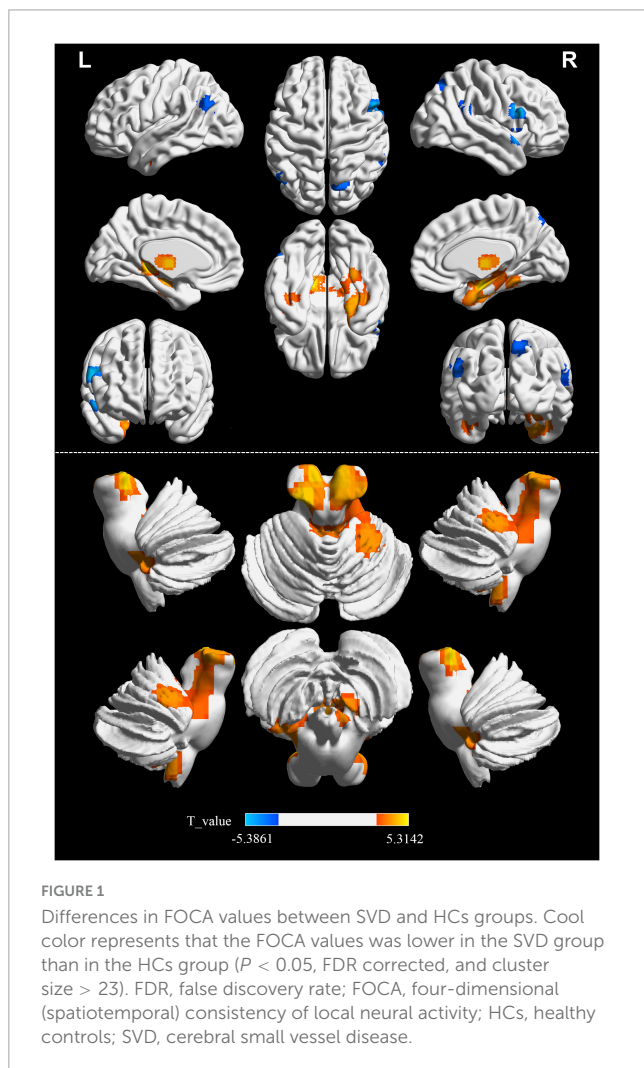 L
R
T_value
-5.3861
5.3142
FIGURE 1
Differences in FOCA values between SVD and HCs groups. Cool
color represents that the FOCA values was lower in the SVD group
than in the HCs group (P < 0.05, FDR corrected, and cluster
size > 23). FDR, false discovery rate; FOCA, four-dimensional
(spatiotemporal) consistency of local neural activity; HCs, healthy
controls; SVD, cerebral small vessel disease.